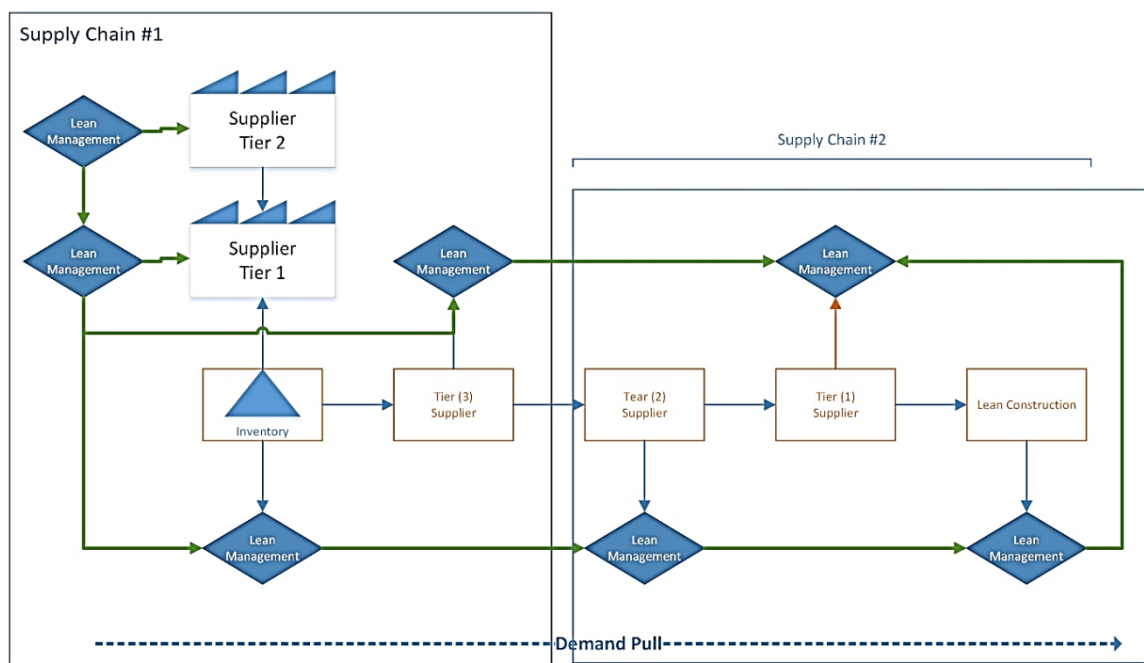 Supply Chain #1
Lean
Management
Supplier
Tier 2
Supply Chain #2
Lean
Management
Supplier
Tier 1
Lean
Management
Lean
Management
Inventory
Tier (3)
Supplier
Tear (2)
Supplier
Tier (1)
Supplier
Lean Construction
Lean
Management
Lean
Management
Lean
Management
Demand Pull